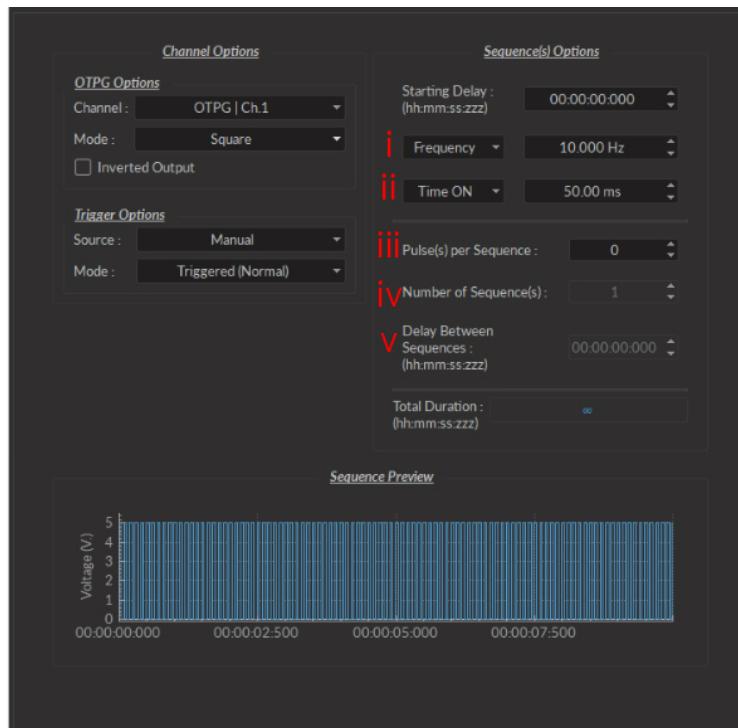 Channel Options
OTPG Options
Channel : OTPG | Ch.1
Mode : Square
Inverted Output
Trigger Options
Source : Manual
Mode : Triggered (Normal)
Sequence(s) Options
Starting Delay :
(hh:mm:ss:zzz)
00:00:00:000
i Frequency 10.000 Hz
ii Time ON 50.00 ms
iii Pulse(s) per Sequence : 0
iv Number of Sequence(s) : 1
v Delay Between
Sequences :
(hh:mm:ss:zzz)
00:00:00:000
Total Duration :
(hh:mm:ss:zzz)
∞
Sequence Preview
Voltage (V.)
5
4
3
2
1
0
00:00:00:000 00:00:02:500 00:00:05:000 00:00:07:500